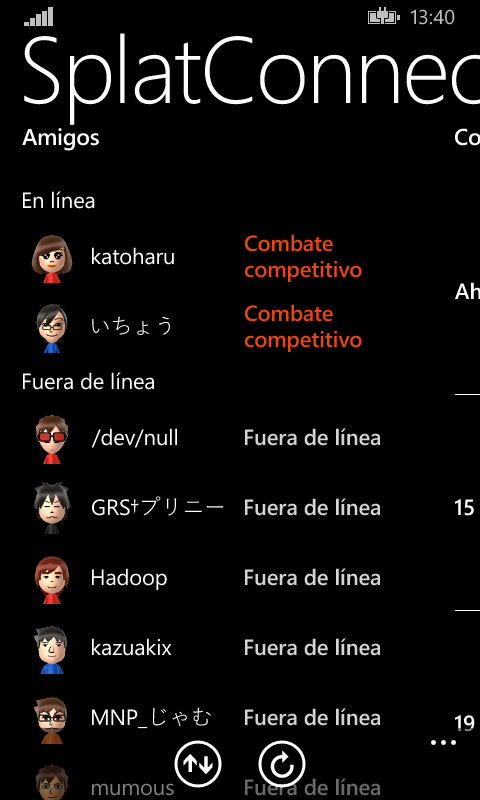 13:40
SplatConnec
Amigos
Co
En línea
katoharu
Combate
competitivo
Ah
いちょう
Combate
competitivo
Fuera de línea
/dev/null
Fuera de línea
GRS†プリニー
Fuera de línea
15
Hadoop
Fuera de línea
kazuakix
Fuera de línea
MNP_じゃむ
Fuera de línea
19
mumous
Fuera de línea